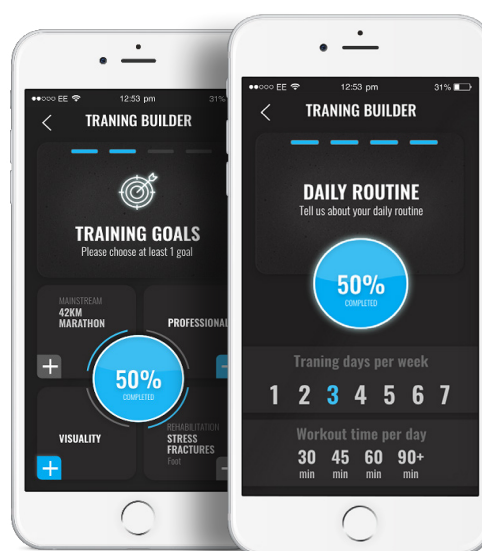 ●●○○○ EE 12:53 pm 31%
TRANING BUILDER
TRAINING GOALS
Please choose at least 1 goal
MAINSTREAM
42KM
MARATHON
PROFESSIONAL
50%
COMPLETED
VISUALITY
REHABILITATION
STRESS
FRACTURES
Foot
●●○○○ EE 12:53 pm 31%
TRANING BUILDER
DAILY ROUTINE
Tell us about your daily routine
50%
COMPLETED
Traning days per week
1 2 3 4 5 6 7
Workout time per day
30 45 60 90+
min min min min